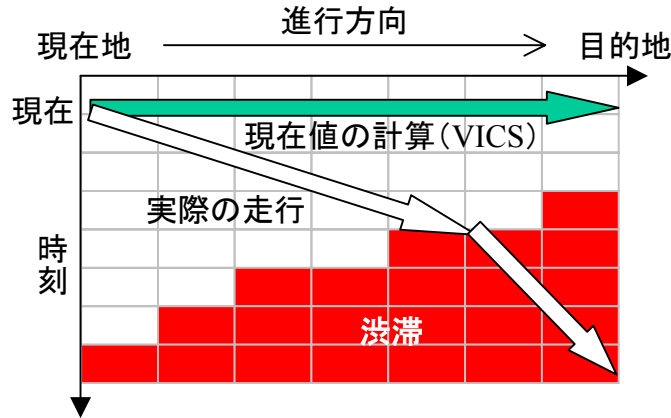 進行方向
現在地
目的地
現在
現在値の計算(VICS)
実際の走行
時刻
渋滞